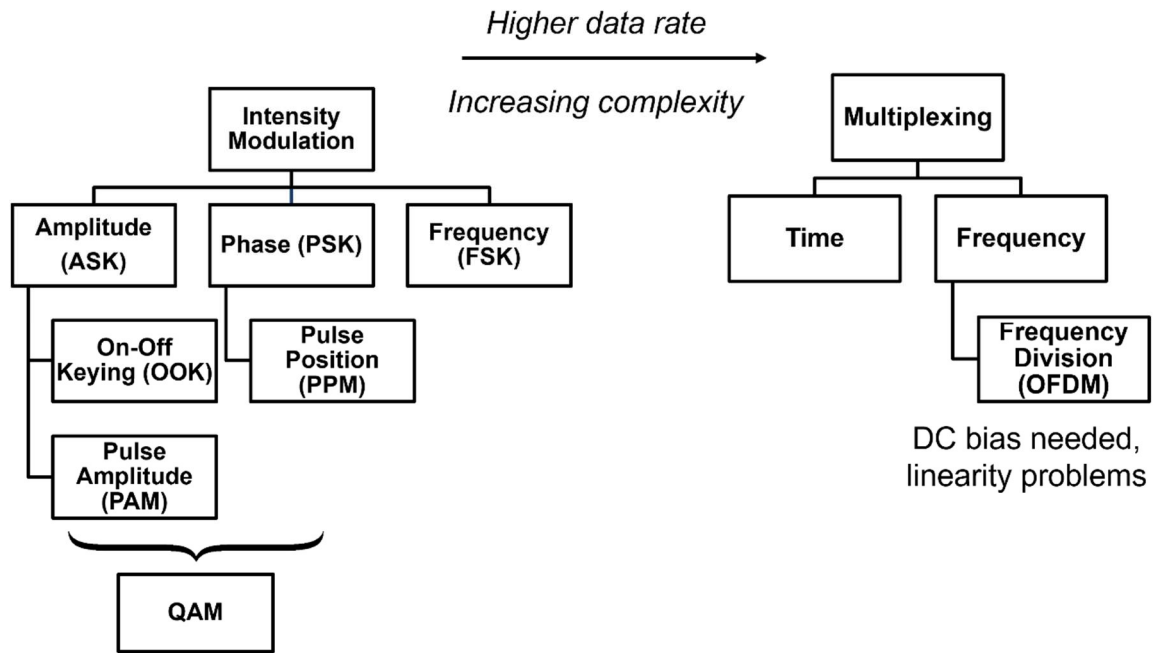 Higher data rate
Increasing complexity
Intensity
Modulation
Amplitude
(ASK)
Phase (PSK)
Frequency
(FSK)
On-Off
Keying (OOK)
Pulse
Position
(PPM)
Pulse
Amplitude
(PAM)
QAM
Multiplexing
Time
Frequency
Frequency
Division
(OFDM)
DC bias needed,
linearity problems